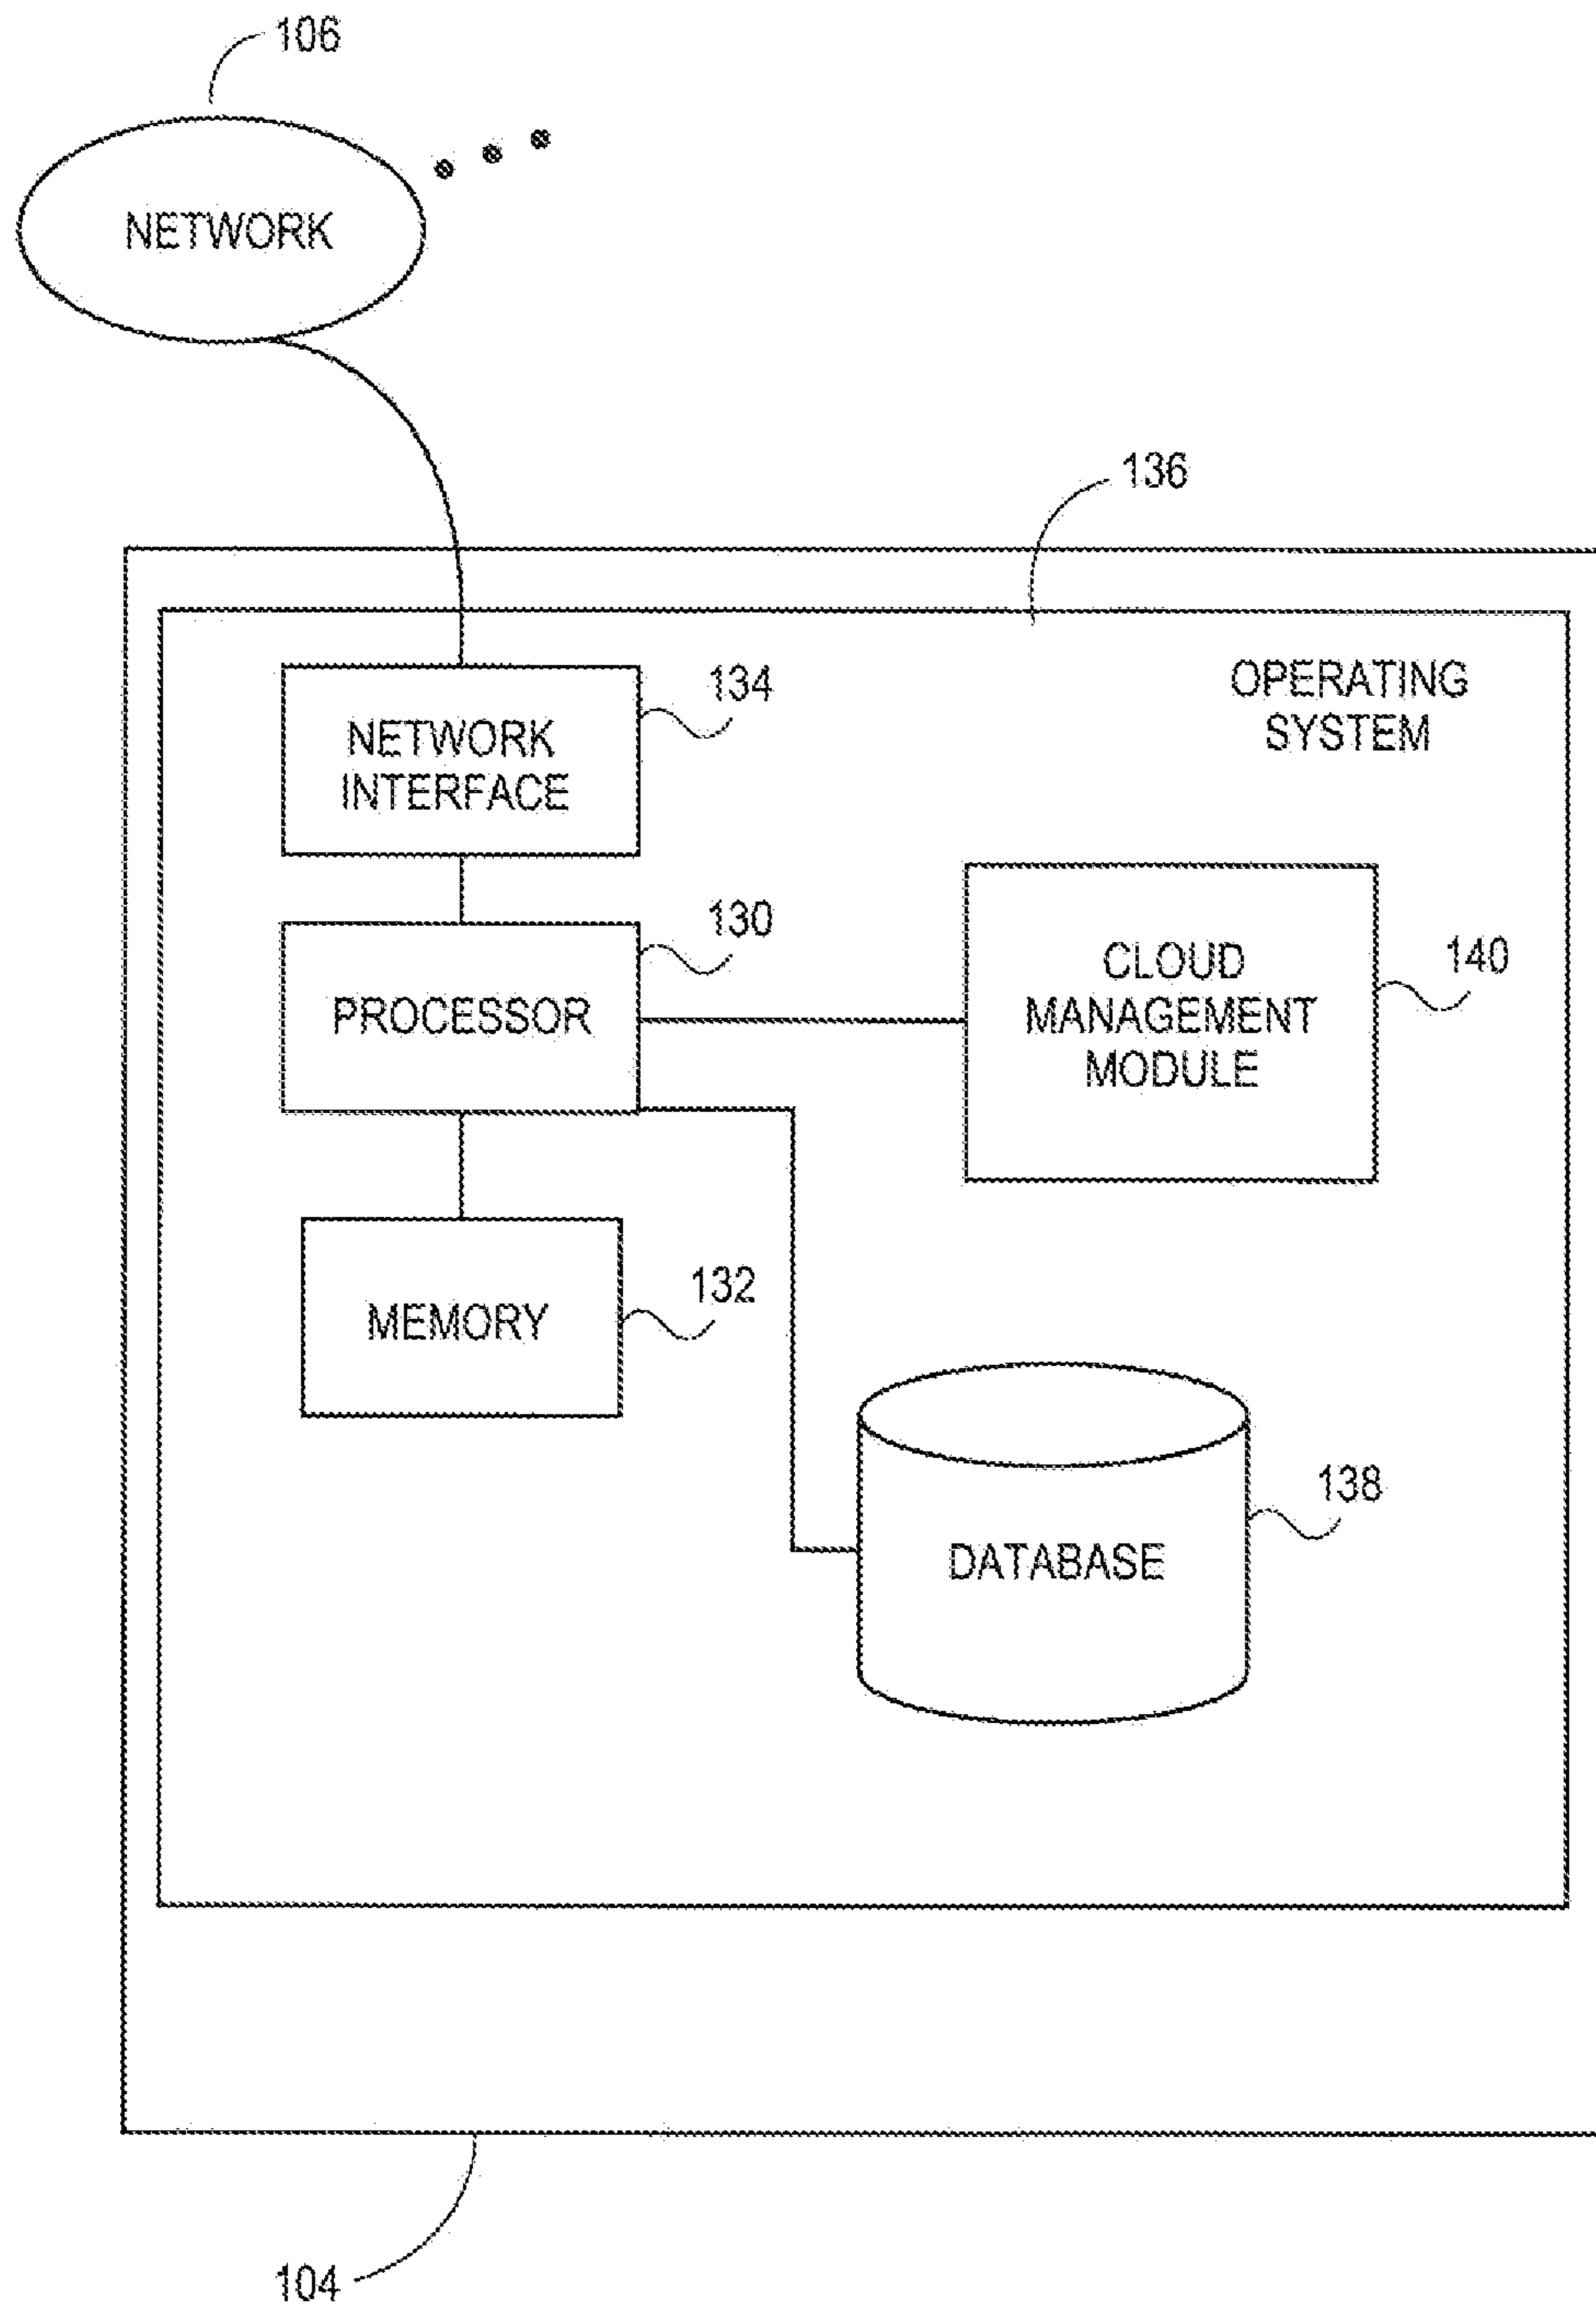 106
NETWORK
136
OPERATING
SYSTEM
134
NETWORK
INTERFACE
130
PROCESSOR
CLOUD
MANAGEMENT
MODULE
140
132
MEMORY
138
DATABASE
104